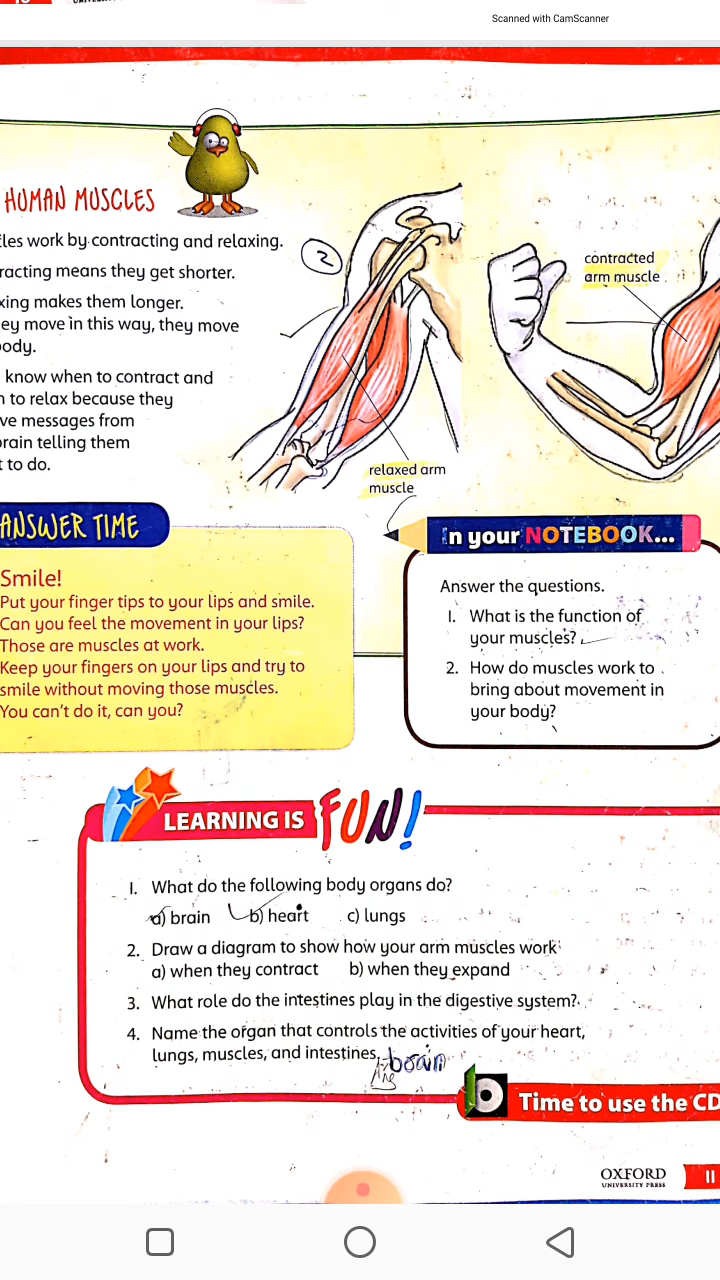 Scanned with CamScanner
HUMAN MUSCLES
cles work by contracting and relaxing.
racting means they get shorter.
xing makes them longer.
ey move in this way, they move
body.
know when to contract and
n to relax because they
ve messages from
brain telling them
t to do.
2
contracted
arm muscle
relaxed arm
muscle
ANSWER TIME
Smile!
Put your finger tips to your lips and smile.
Can you feel the movement in your lips?
Those are muscles at work.
Keep your fingers on your lips and try to
smile without moving those muscles.
You can't do it, can you?
In your NOTEBOOK...
Answer the questions.
1. What is the function of
your muscles?
2. How do muscles work to
bring about movement in
your body?
LEARNING IS FUN!
1. What do the following body organs do?
a) brain b) heart c) lungs
2. Draw a diagram to show how your arm muscles work
a) when they contract b) when they expand
3. What role do the intestines play in the digestive system?
4. Name the organ that controls the activities of your heart,
lungs, muscles, and intestines.
Ans brain
Time to use the CD
OXFORD
UNIVERSITY PRESS
11